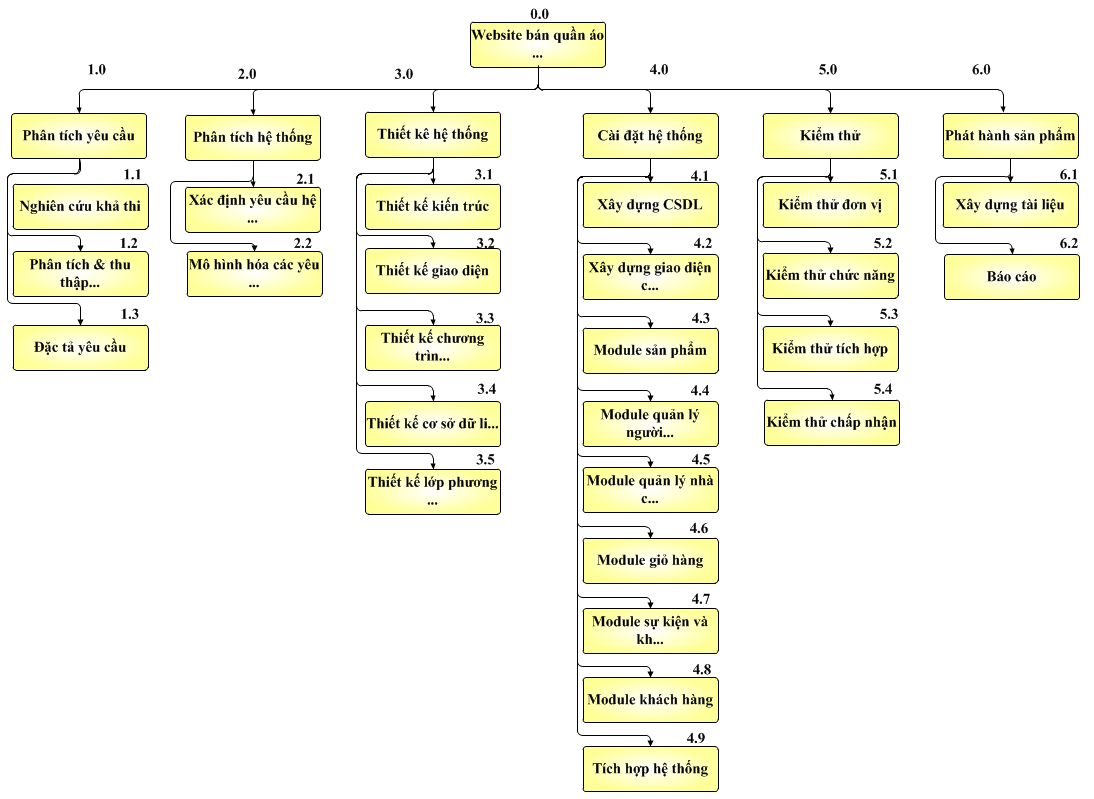 0.0
Website bán quần áo
...
1.0
Phân tích yêu cầu
1.1
Nghiên cứu khả thi
1.2
Phân tích & thu
thập...
1.3
Đặc tả yêu cầu
2.0
Phân tích hệ thống
2.1
Xác định yêu cầu hệ
...
2.2
Mô hình hóa các yêu
...
3.0
Thiết kê hệ thống
3.1
Thiết kế kiến trúc
3.2
Thiết kế giao diện
3.3
Thiết kế chương
trìn...
3.4
Thiết kế cơ sở dữ li...
3.5
Thiết kế lớp phương
...
4.0
Cài đặt hệ thống
4.1
Xây dựng CSDL
4.2
Xây dựng giao diện
c...
4.3
Module sản phẩm
4.4
Module quản lý
người...
4.5
Module quản lý nhà
c...
4.6
Module giỏ hàng
4.7
Module sự kiện và
kh...
4.8
Module khách hàng
4.9
Tích hợp hệ thống
5.0
Kiểm thử
5.1
Kiểm thử đơn vị
5.2
Kiểm thử chức năng
5.3
Kiểm thử tích hợp
5.4
Kiểm thử chấp nhận
6.0
Phát hành sản phẩm
6.1
Xây dựng tài liệu
6.2
Báo cáo